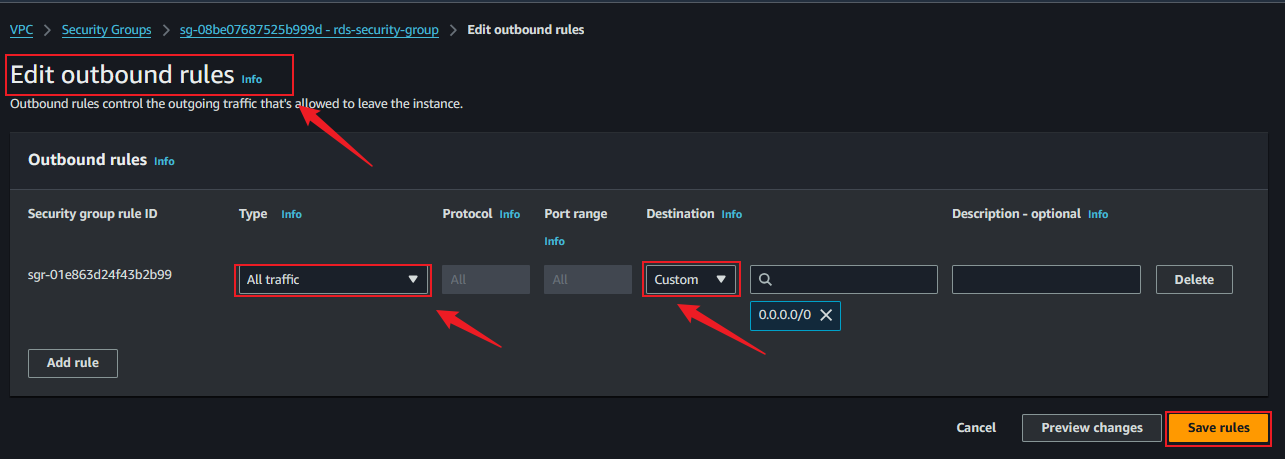 VPC > Security Groups > sg-08be07687525b999d - rds-security-group > Edit outbound rules
Edit outbound rules Info
Outbound rules control the outgoing traffic that's allowed to leave the instance.
Outbound rules Info
Security group rule ID Type Info Protocol Info Port range Info Destination Info Description - optional Info
sgr-01e863d24f43b2b99 All traffic All All Custom 0.0.0.0/0 Delete
Add rule
Cancel Preview changes Save rules